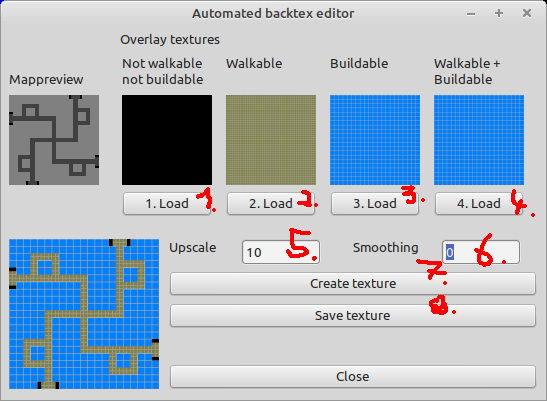 Automated backtex editor
Overlay textures
Mappreview
Not walkable
not buildable
Walkable
Buildable
Walkable +
Buildable
1. Load 1.
2. Load 2.
3. Load 3.
4. Load 4.
Upscale 10 5. Smoothing 0 6.
Create texture 7.
Save texture 8.
Close